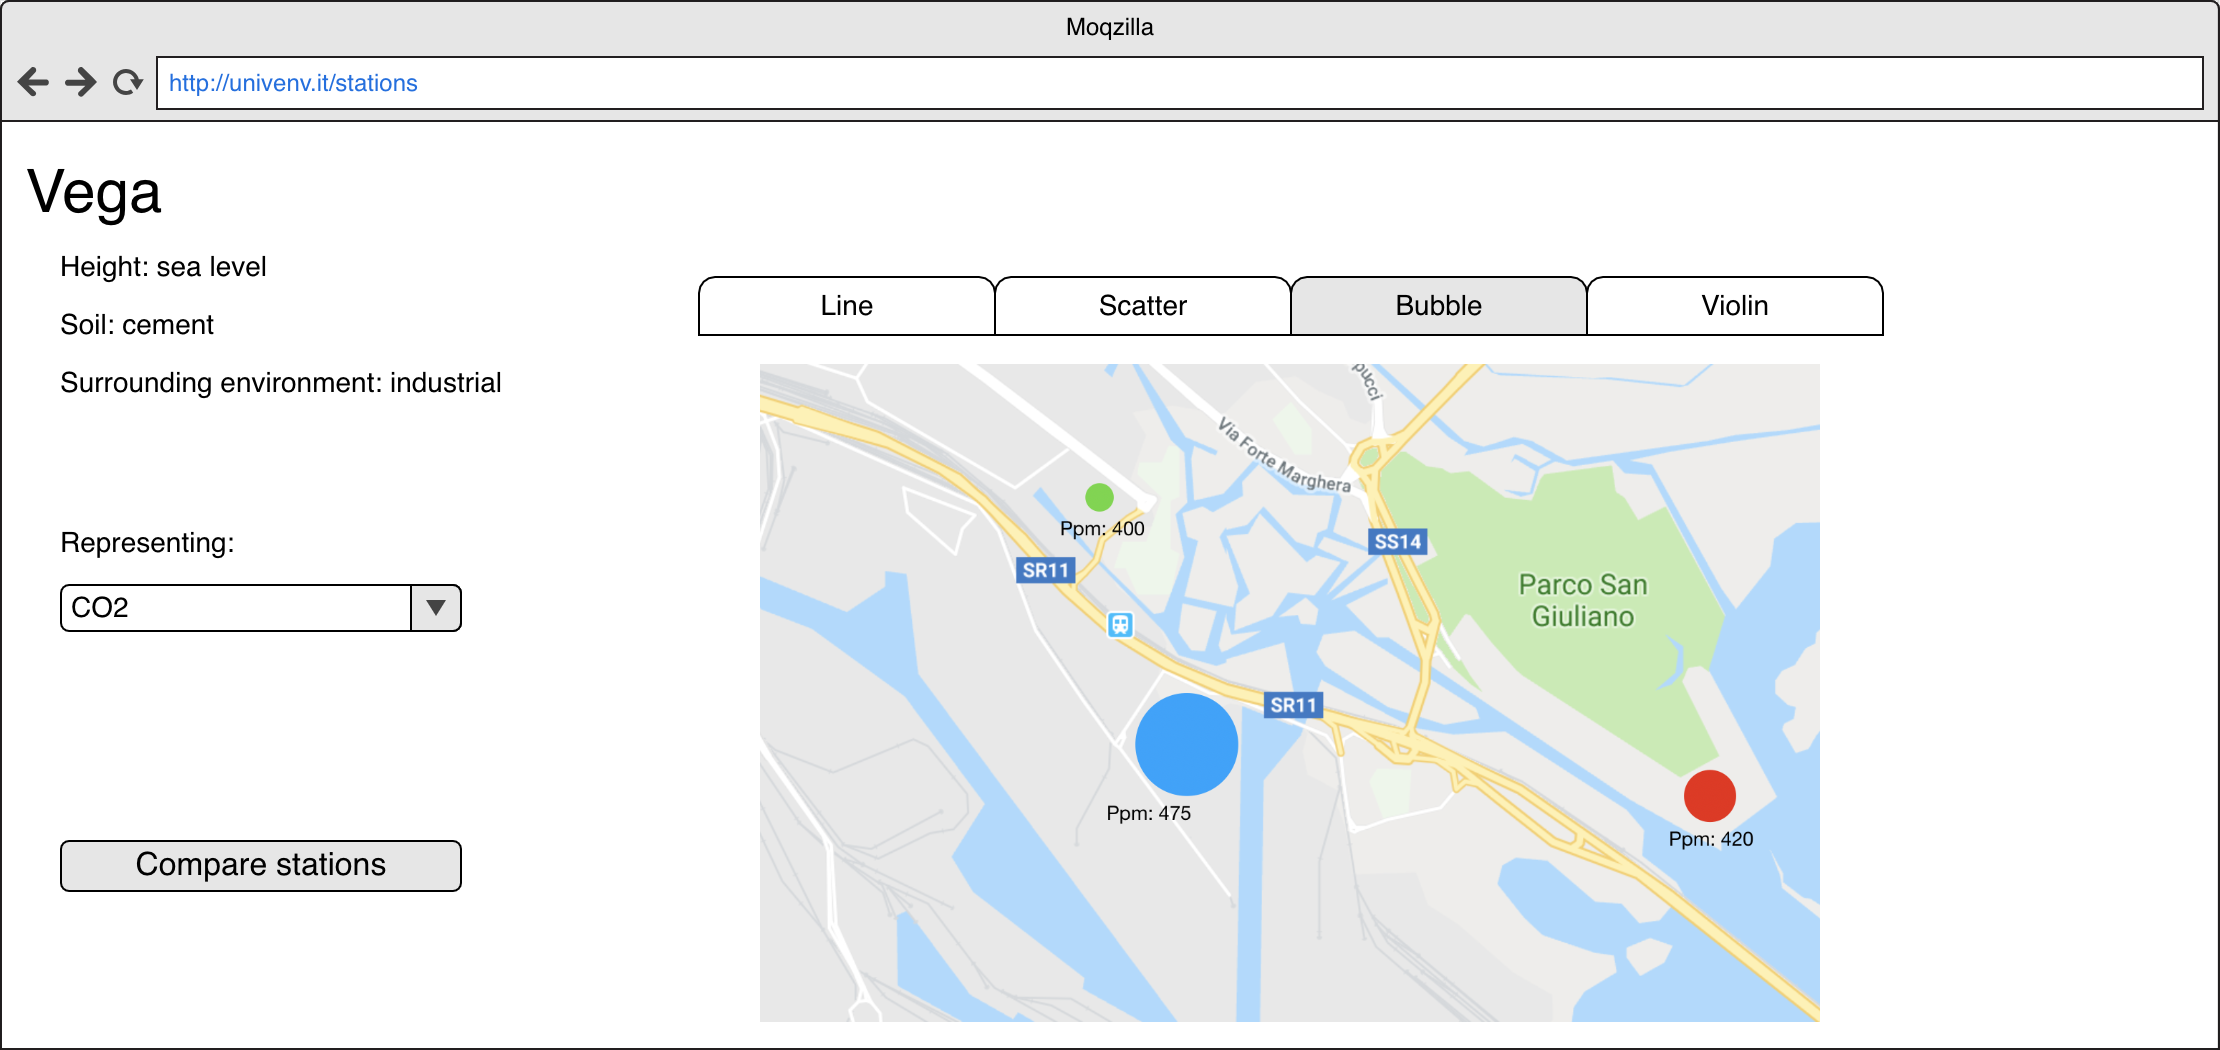 Moqzilla
http://univenv.it/stations
Vega
Height: sea level
Soil: cement
Surrounding environment: industrial
Representing:
CO2
Compare stations
Line
Scatter
Bubble
Violin
pucci
Via Forte Marghera
Ppm: 400
SR11
SS14
Parco San
Giuliano
SR11
Ppm: 475
Ppm: 420